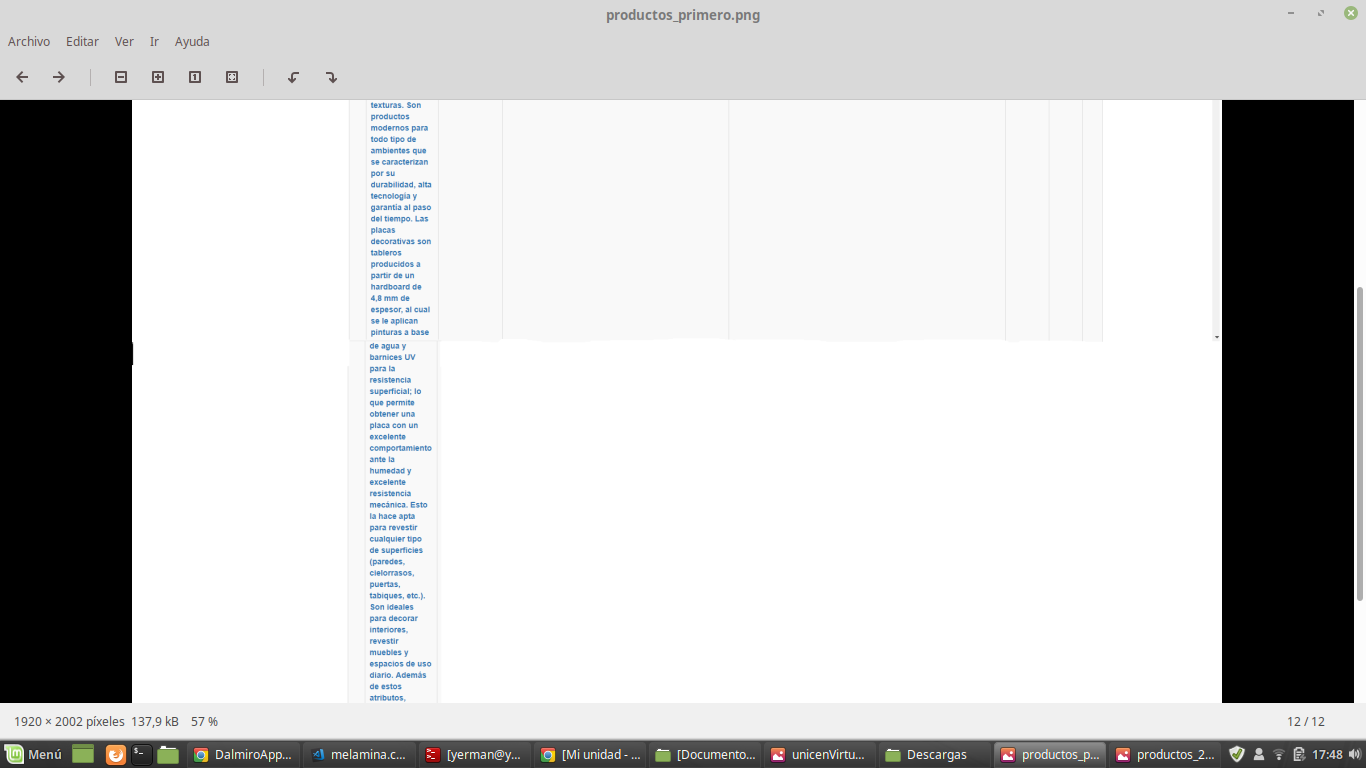 productos_primero.png
Archivo Editar Ver Ir Ayuda
texturas. Son
productos
modernos para
todo tipo de
ambientes que
se caracterizan
por su
durabilidad, alta
tecnología y
garantía al paso
del tiempo. Las
placas
decorativas son
tableros
producidos a
partir de un
hardboard de
4,8 mm de
espesor, al cual
se le aplican
pinturas a base
de agua y
barnices UV
para la
resistencia
superficial; lo
que permite
obtener una
placa con un
excelente
comportamiento
ante la
humedad y
excelente
resistencia
mecánica. Esto
la hace apta
para revestir
cualquier tipo
de superficies
(paredes,
cielorrasos,
puertas,
tabiques, etc.).
Son ideales
para decorar
interiores,
revestir
muebles y
espacios de uso
diario. Además
de estos
atributos,
1920 × 2002 píxeles 137,9 kB 57 % 12 / 12
Menú DalmiroApp... melamina.c... [yerman@y... [Mi unidad - ... [Documento... unicenVirtu... Descargas productos_p... productos_2... 17:48